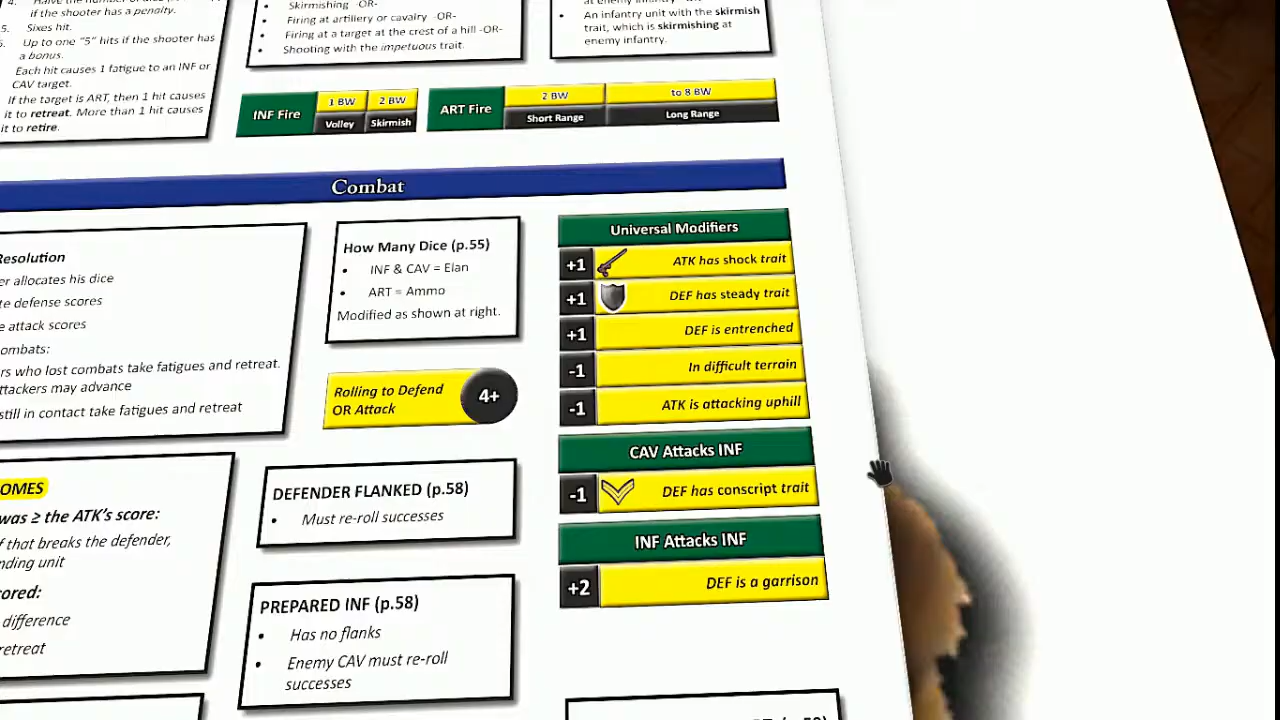 if the shooter has a penalty.
5. Sixes hit.
Up to one "5" hits if the shooter has
a bonus.
Each hit causes 1 fatigue to an INF or
CAV target.
If the target is ART, then 1 hit causes
it to retreat. More than 1 hit causes
it to retire.
• Skirmishing -OR-
• Firing at artillery or cavalry -OR-
• Firing at a target at the crest of a hill -OR-
• Shooting with the impetuous trait.
• An infantry unit with the skirmish
trait, which is skirmishing at
enemy infantry.
INF Fire
1 BW
2 BW
Volley
Skirmish
ART Fire
2 BW
to 8 BW
Short Range
Long Range
Combat
Resolution
er allocates his dice
te defense scores
e attack scores
ombats:
rs who lost combats take fatigues and retreat.
ttackers may advance
still in contact take fatigues and retreat
How Many Dice (p.55)
• INF & CAV = Elan
• ART = Ammo
Modified as shown at right.
Rolling to Defend
OR Attack
4+
Universal Modifiers
+1 ATK has shock trait
+1 DEF has steady trait
+1 DEF is entrenched
-1 In difficult terrain
-1 ATK is attacking uphill
CAV Attacks INF
-1 DEF has conscript trait
INF Attacks INF
+2 DEF is a garrison
OMES
was ≥ the ATK's score:
f that breaks the defender,
nding unit
ored:
difference
retreat
DEFENDER FLANKED (p.58)
• Must re-roll successes
PREPARED INF (p.58)
• Has no flanks
• Enemy CAV must re-roll
successes